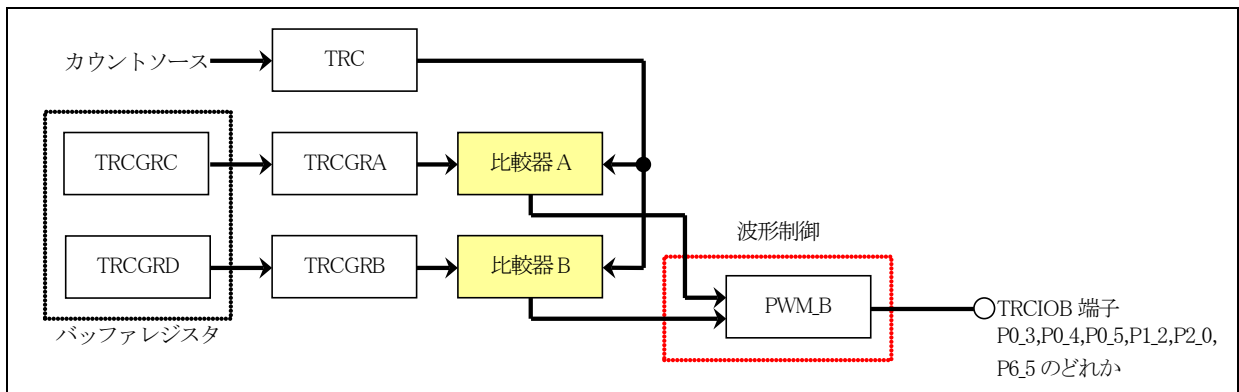 カウントソース
TRC
TRCGRC
TRCGRA
比較器 A
TRCGRD
TRCGRB
比較器 B
バッファレジスタ
波形制御
PWM_B
TRCIOB 端子
P0_3,P0_4,P0_5,P1_2,P2_0,
P6_5 のどれか